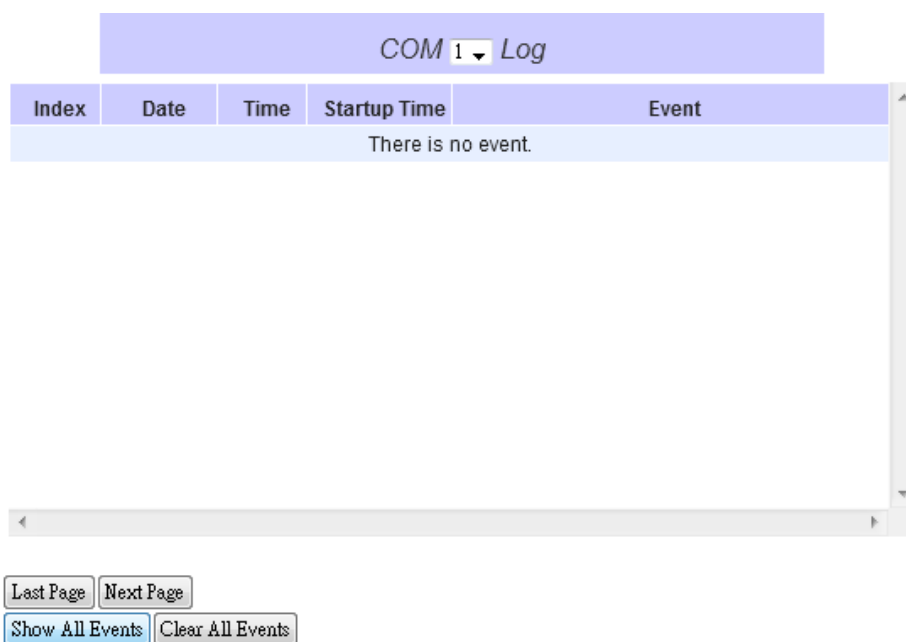 COM 1 Log
Index Date Time Startup Time Event
There is no event.
Last Page Next Page
Show All Events Clear All Events